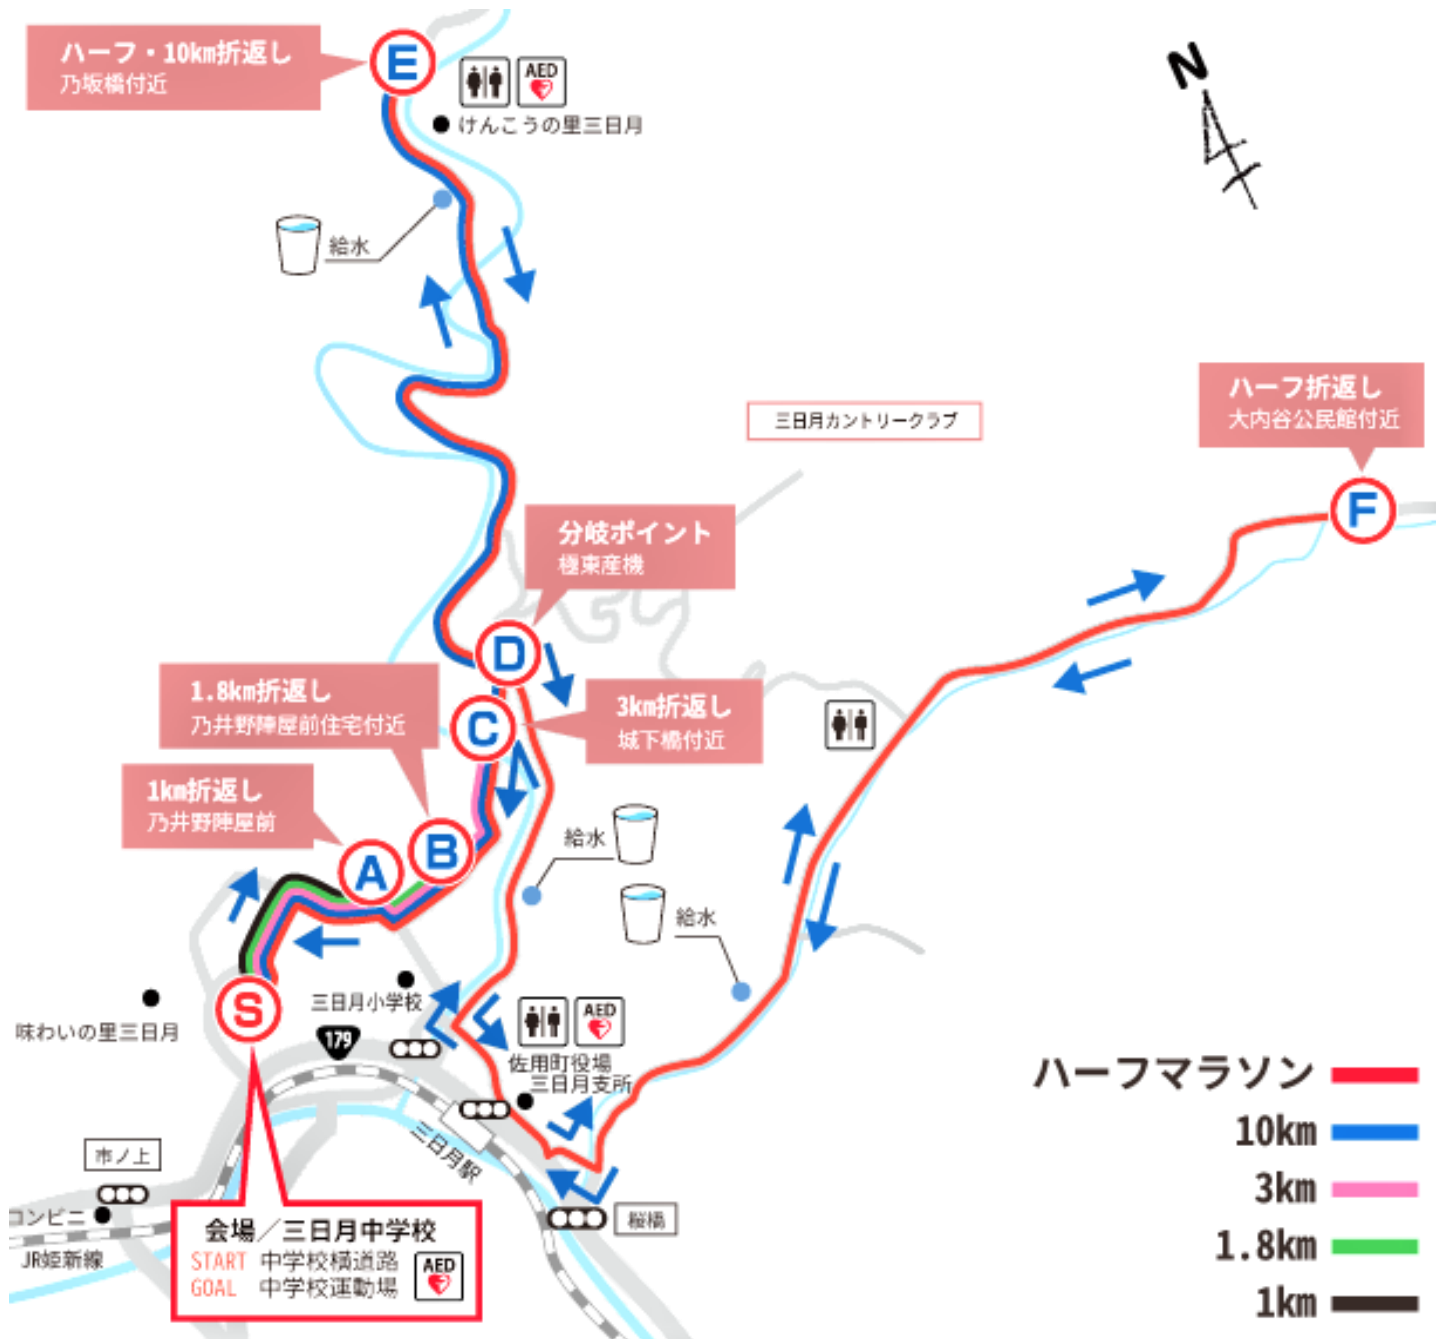 ハーフ・10km折返し
乃坂橋付近
E
AED
けんこうの里三日月
N
給水
三日月カントリークラブ
ハーフ折返し
大内谷公民館付近
F
分岐ポイント
極東産機
D
1.8km折返し
乃井野陣屋前住宅付近
3km折返し
城下橋付近
C
1km折返し
乃井野陣屋前
A
B
給水
給水
S
三日月小学校
味わいの里三日月
179
AED
佐用町役場
三日月支所
三日月駅
市ノ上
コンビニ
JR姫新線
桜橋
会場／三日月中学校
START 中学校横道路
GOAL 中学校運動場
AED
ハーフマラソン
10km
3km
1.8km
1km